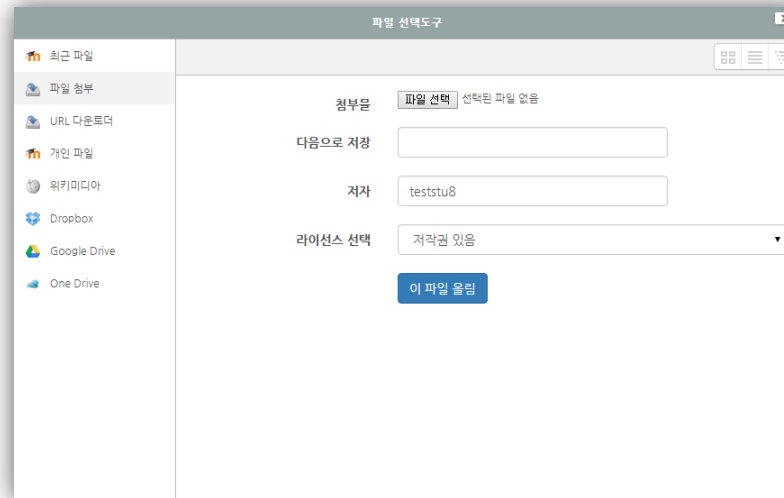 파일 선택도구
최근 파일
파일 첨부
URL 다운로더
개인 파일
위키미디어
Dropbox
Google Drive
One Drive
첨부물 파일 선택 선택된 파일 없음
다음으로 저장
저자 teststu8
라이선스 선택 저작권 있음
이 파일 올림